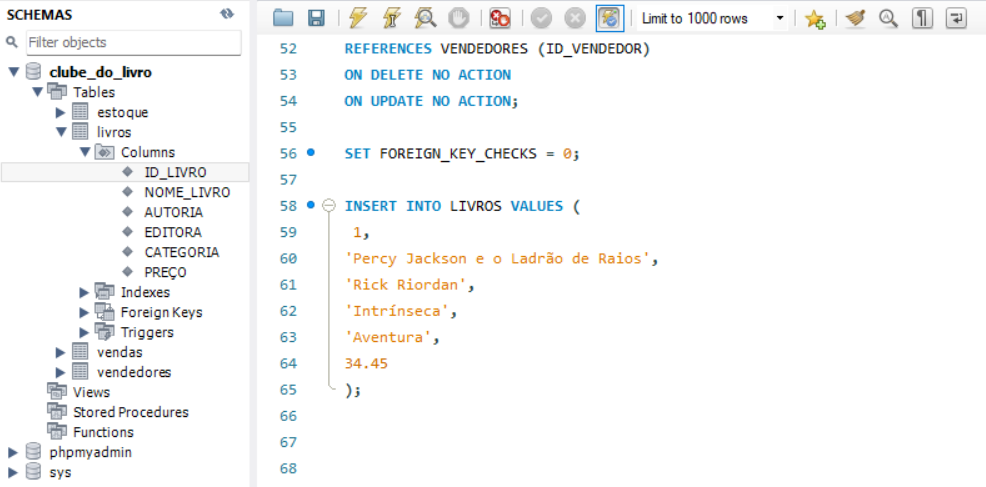 SCHEMAS
Filter objects
clube_do_livro
Tables
estoque
livros
Columns
ID_LIVRO
NOME_LIVRO
AUTORIA
EDITORA
CATEGORIA
PREÇO
Indexes
Foreign Keys
Triggers
vendas
vendedores
Views
Stored Procedures
Functions
phpmyadmin
sys
Limit to 1000 rows
52 REFERENCES VENDEDORES (ID_VENDEDOR)
53 ON DELETE NO ACTION
54 ON UPDATE NO ACTION;
55
56 SET FOREIGN_KEY_CHECKS = 0;
57
58 INSERT INTO LIVROS VALUES (
59 1,
60 'Percy Jackson e o Ladrão de Raios',
61 'Rick Riordan',
62 'Intrínseca',
63 'Aventura',
64 34.45
65 );
66
67
68